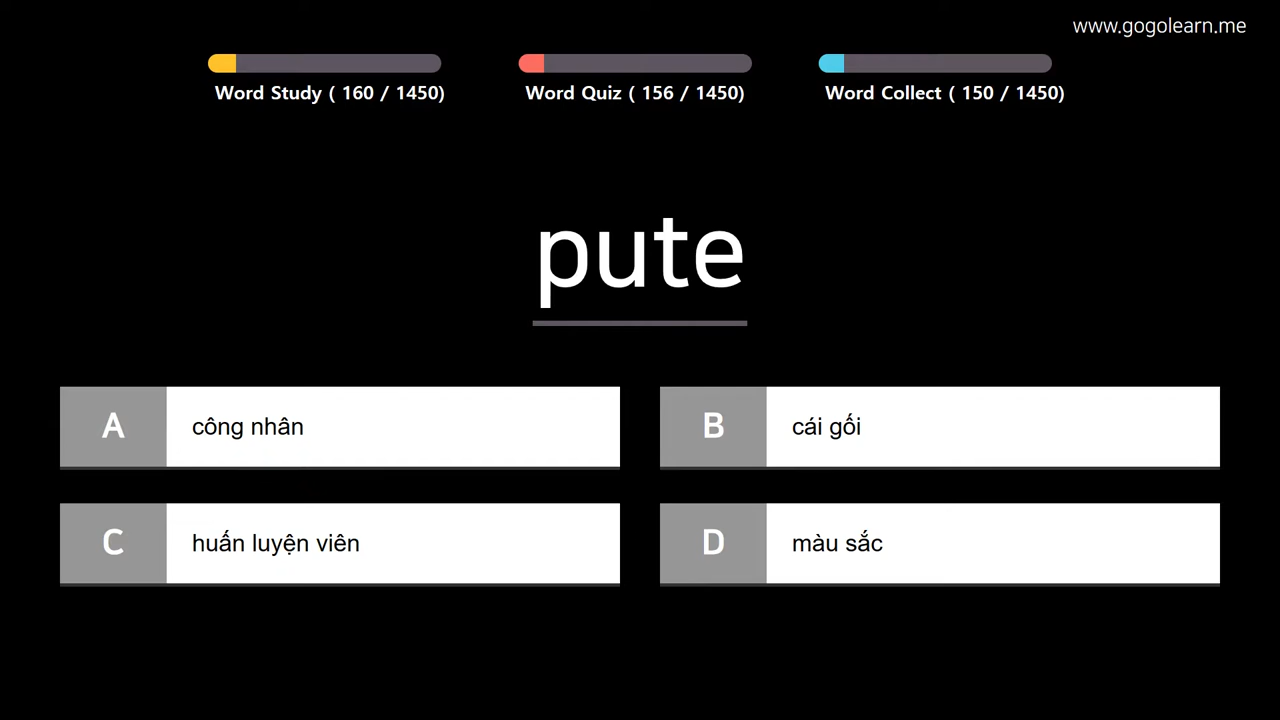 www.gogolearn.me
Word Study ( 160 / 1450)
Word Quiz ( 156 / 1450)
Word Collect ( 150 / 1450)
pute
A công nhân
B cái gối
C huấn luyện viên
D màu sắc